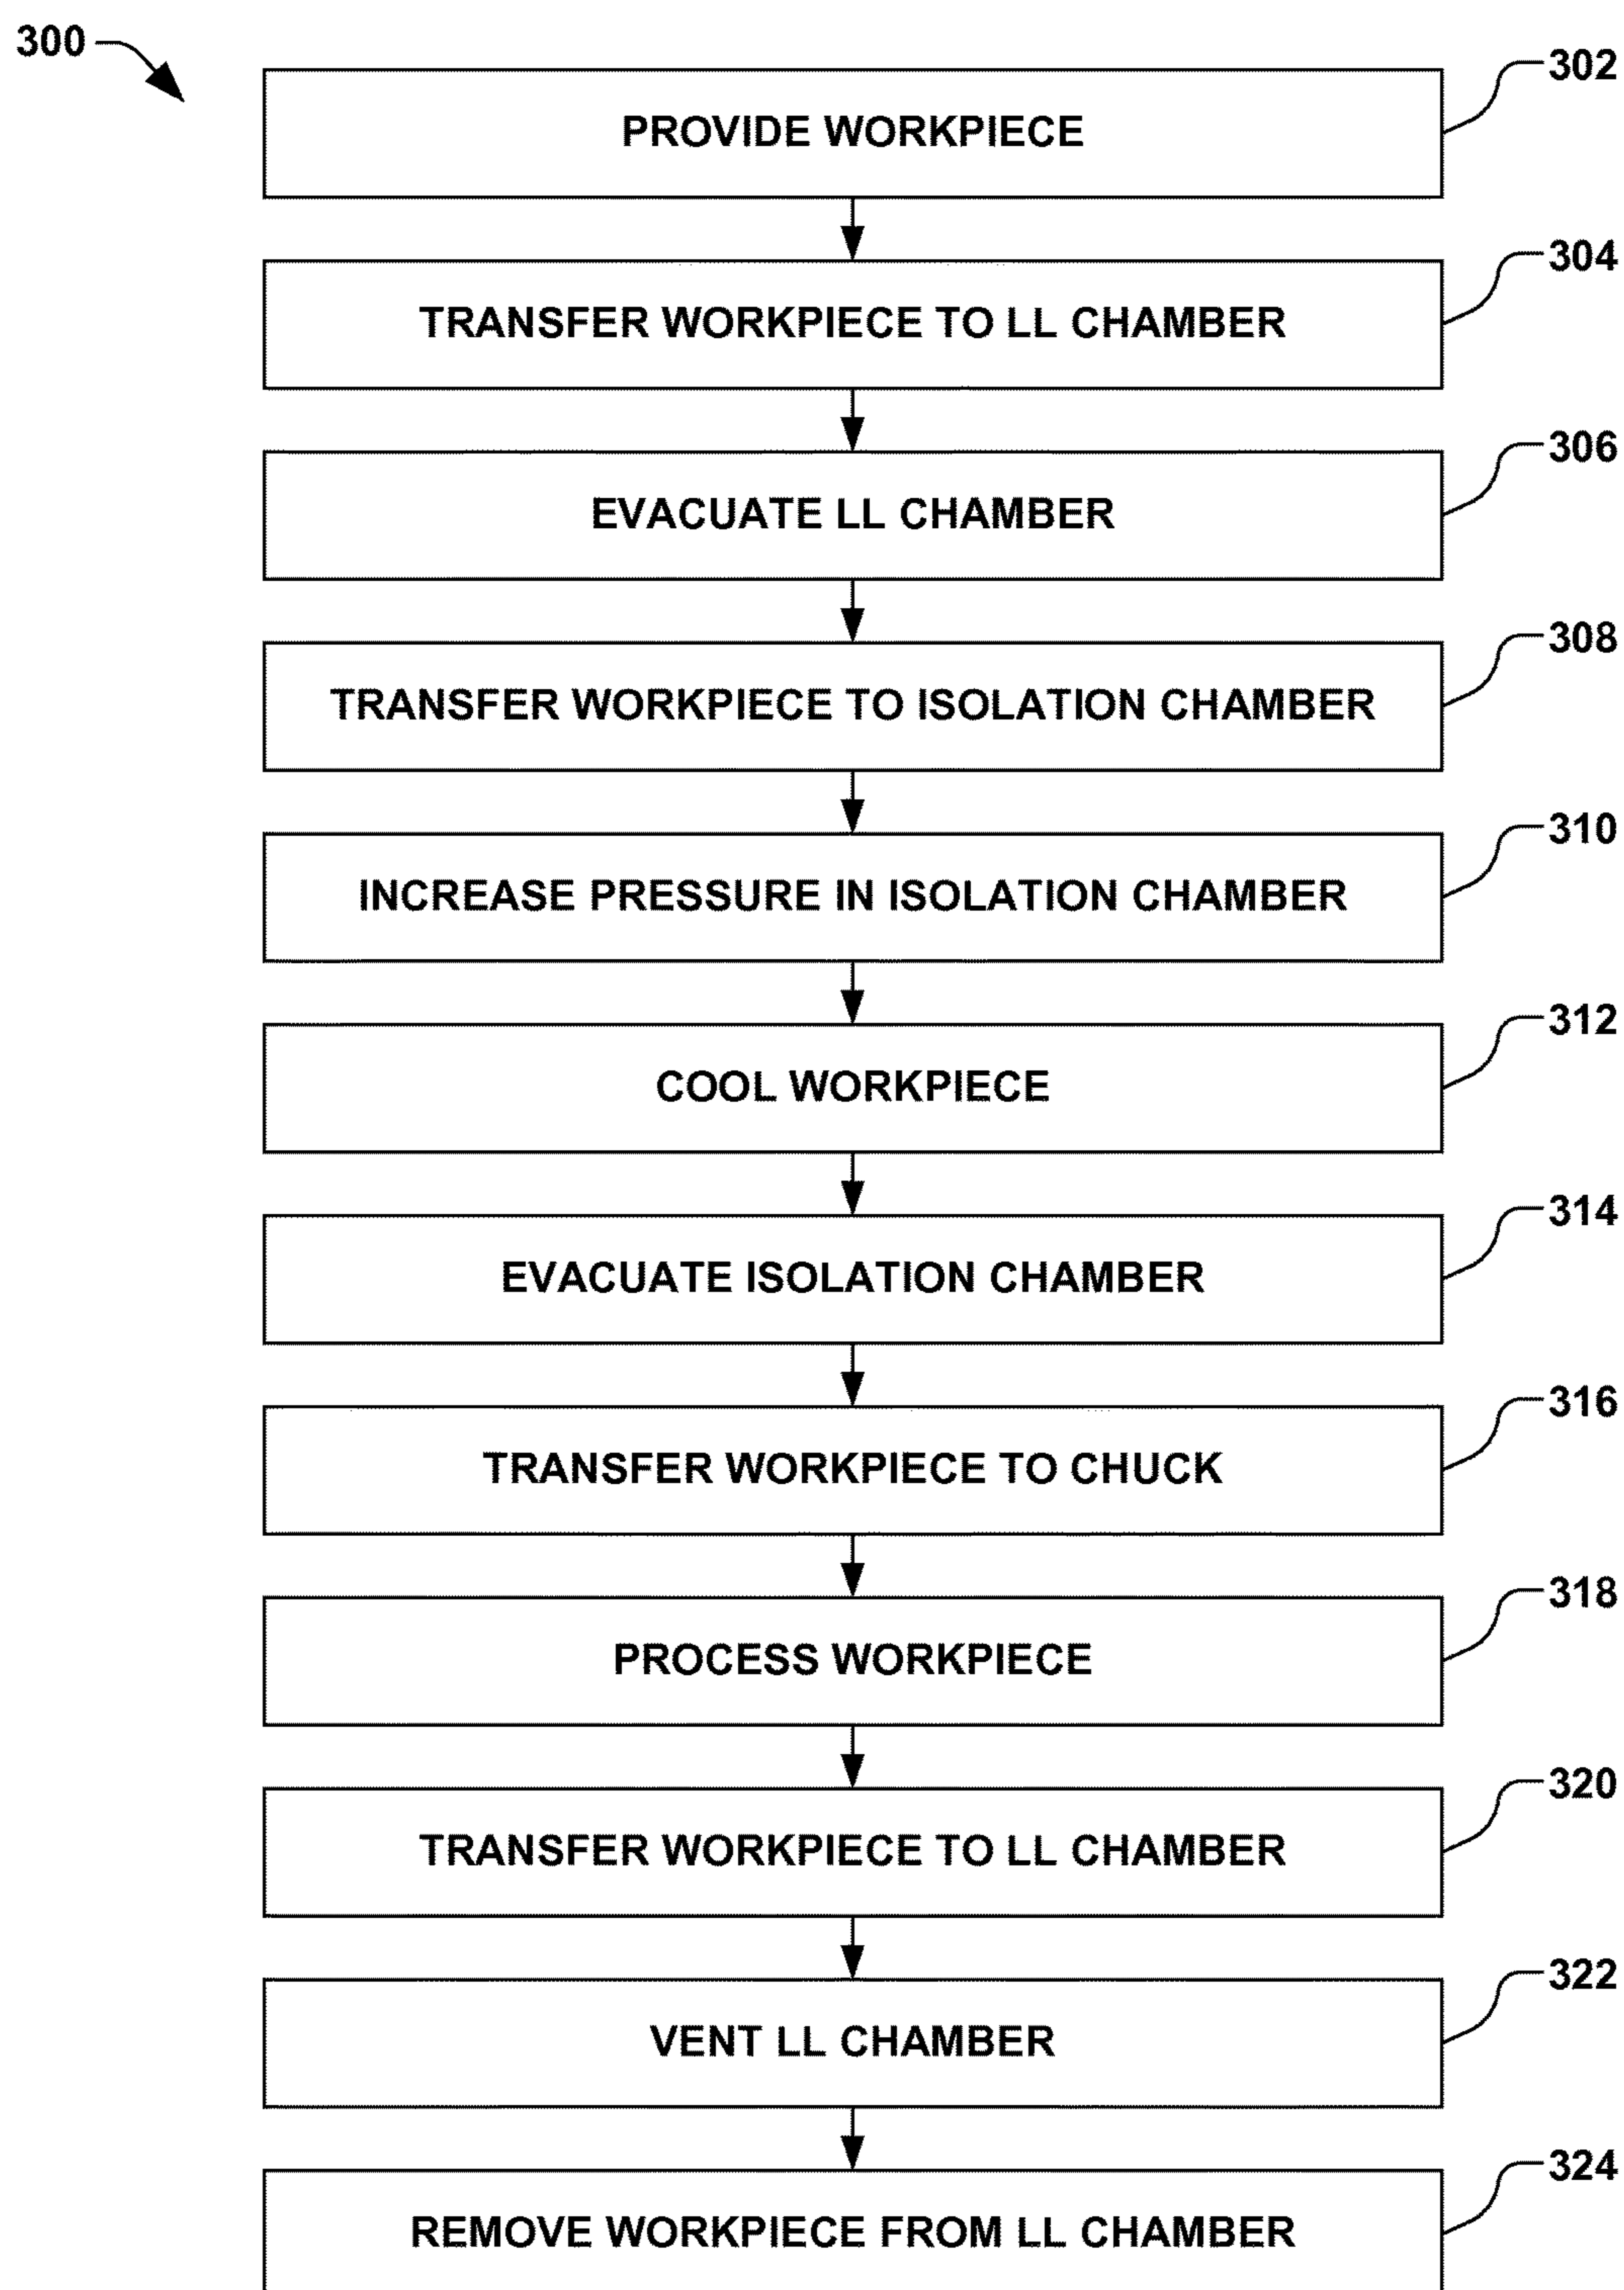 300
302
PROVIDE WORKPIECE
304
TRANSFER WORKPIECE TO LL CHAMBER
306
EVACUATE LL CHAMBER
308
TRANSFER WORKPIECE TO ISOLATION CHAMBER
310
INCREASE PRESSURE IN ISOLATION CHAMBER
312
COOL WORKPIECE
314
EVACUATE ISOLATION CHAMBER
316
TRANSFER WORKPIECE TO CHUCK
318
PROCESS WORKPIECE
320
TRANSFER WORKPIECE TO LL CHAMBER
322
VENT LL CHAMBER
324
REMOVE WORKPIECE FROM LL CHAMBER